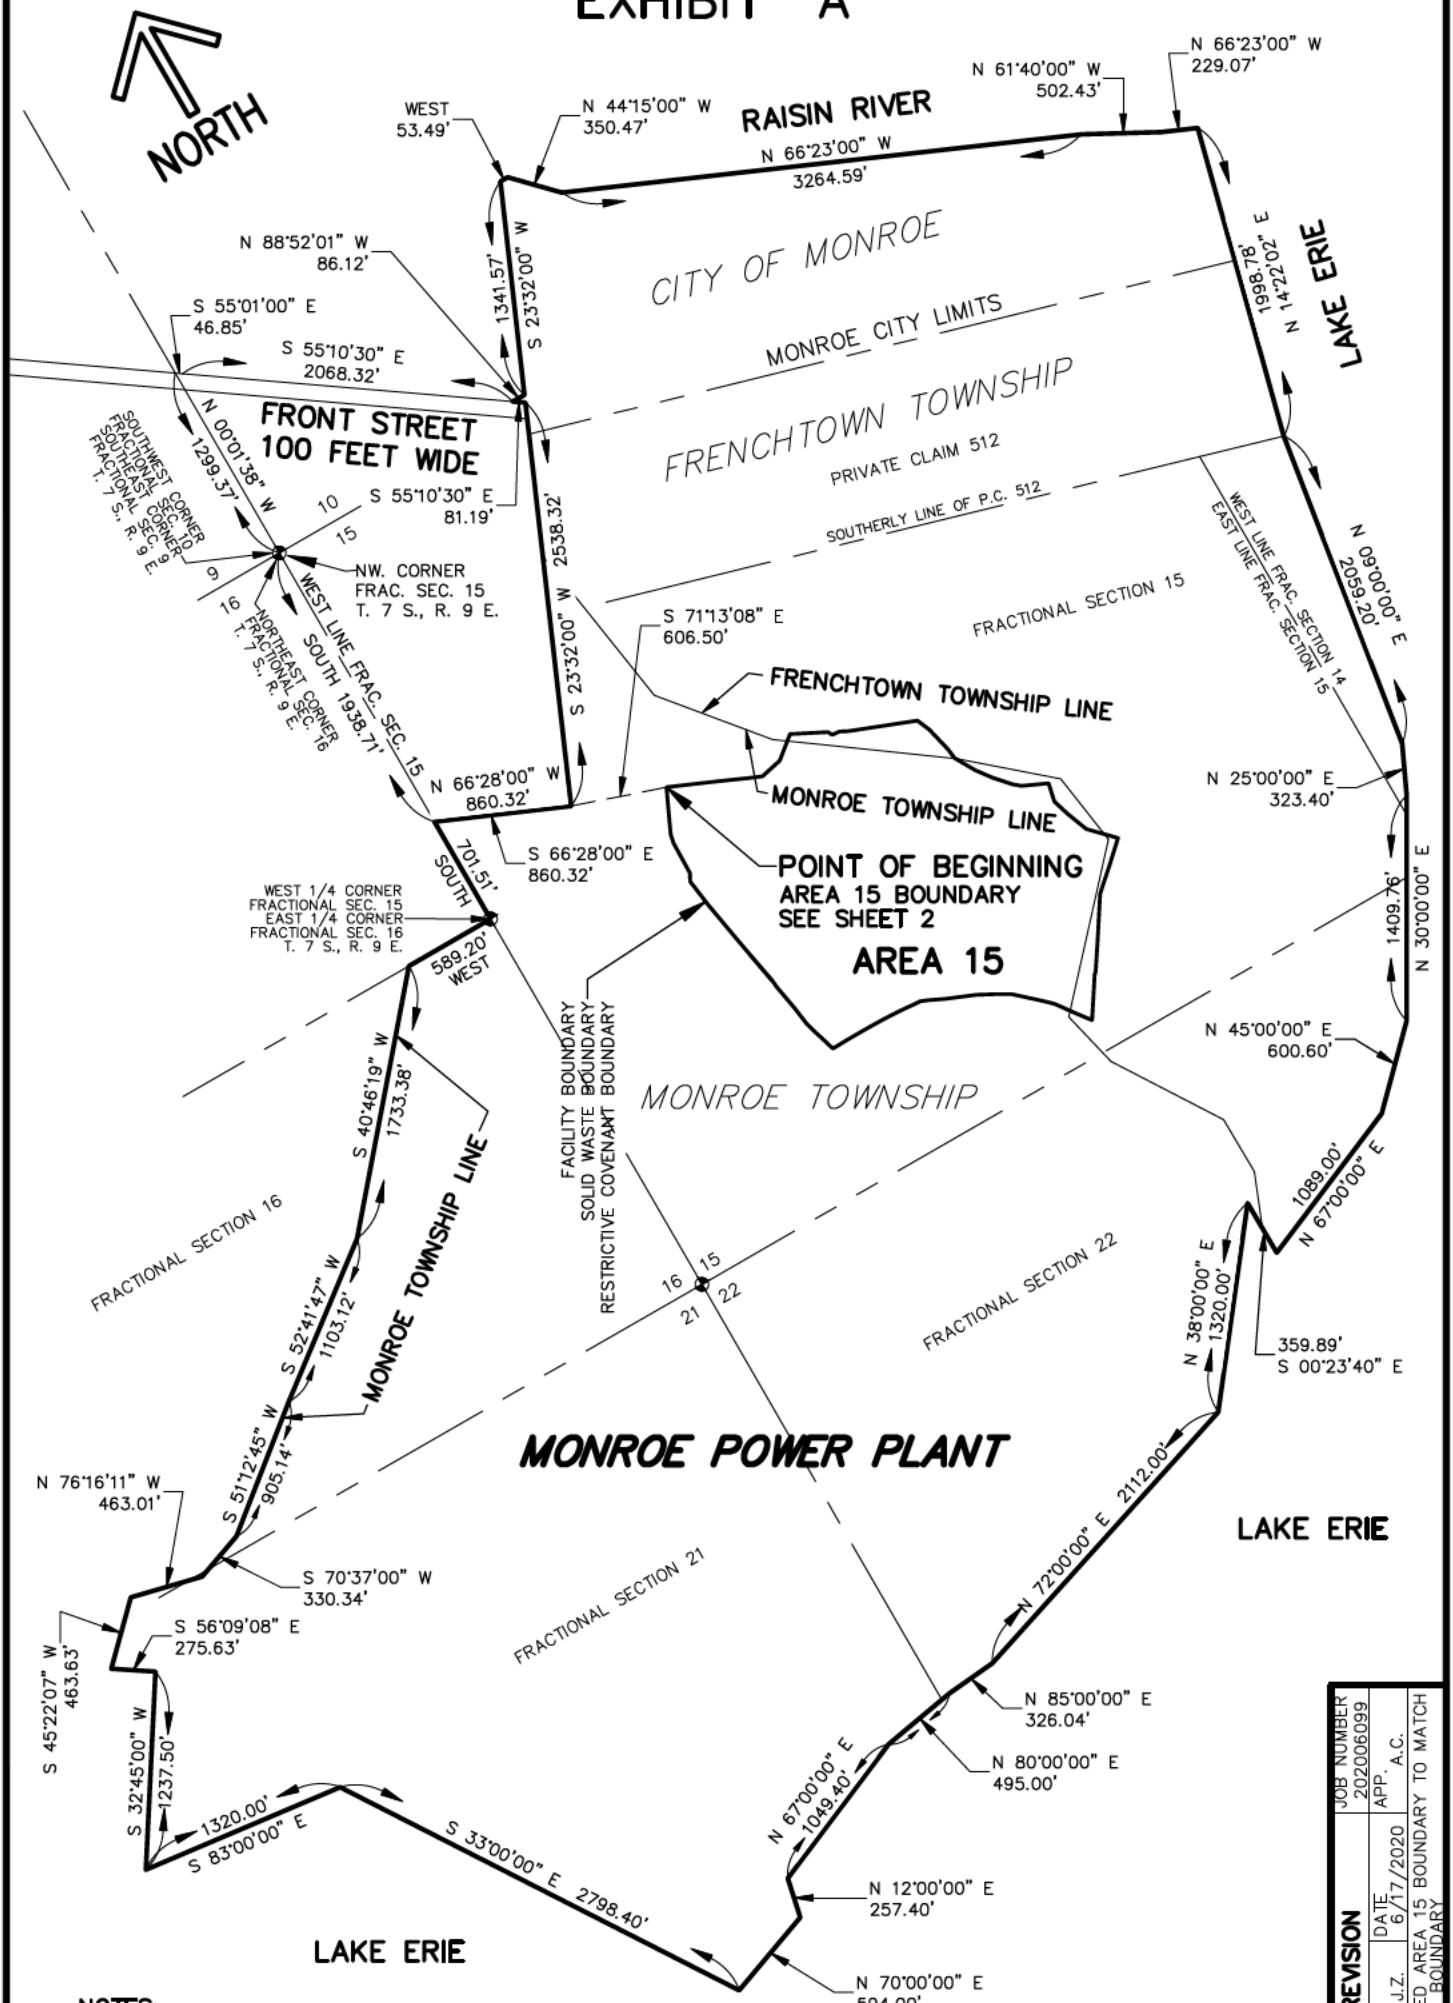 EXHIBIT "A"
NORTH
N 66°23'00" W
229.07'
N 61°40'00" W
502.43'
WEST
53.49'
N 44°15'00" W
350.47'
RAISIN RIVER
N 66°23'00" W
3264.59'
CITY OF MONROE
LAKE ERIE
1998.78'
N 14°22'02" E
N 88°52'01" W
86.12'
1341.57'
S 23°32'00" W
S 55°01'00" E
46.85'
S 55°10'30" E
2068.32'
MONROE CITY LIMITS
FRENCHTOWN TOWNSHIP
PRIVATE CLAIM 512
SOUTHERLY LINE OF P.C. 512
FRONT STREET
100 FEET WIDE
N 00°01'38" W
1299.37'
S 55°10'30" E
81.19'
SOUTHWEST CORNER
FRACTIONAL SEC. 10
SOUTHEAST CORNER
FRACTIONAL SEC. 9
T. 7 S., R. 9 E.
10
15
9
16
NW. CORNER
FRAC. SEC. 15
T. 7 S., R. 9 E.
NORTHEAST CORNER
FRACTIONAL SEC. 16
T. 7 S., R. 9 E.
WEST LINE FRAC. SEC. 15
SOUTH 1938.71'
2538.32'
S 23°32'00" W
WEST LINE FRAC. SECTION 14
EAST LINE FRAC. SECTION 15
N 09°00'00" E
2059.20'
FRACTIONAL SECTION 15
S 71°13'08" E
606.50'
FRENCHTOWN TOWNSHIP LINE
MONROE TOWNSHIP LINE
N 66°28'00" W
860.32'
S 66°28'00" E
860.32'
N 25°00'00" E
323.40'
POINT OF BEGINNING
AREA 15 BOUNDARY
SEE SHEET 2
AREA 15
701.51'
SOUTH
WEST 1/4 CORNER
FRACTIONAL SEC. 15
EAST 1/4 CORNER
FRACTIONAL SEC. 16
T. 7 S., R. 9 E.
589.20'
WEST
1409.76'
N 30°00'00" E
N 45°00'00" E
600.60'
FACILITY BOUNDARY
SOLID WASTE BOUNDARY
RESTRICTIVE COVENANT BOUNDARY
MONROE TOWNSHIP
S 40°46'19" W
1733.38'
MONROE TOWNSHIP LINE
1089.00'
N 67°00'00" E
FRACTIONAL SECTION 16
S 52°41'47" W
1103.12'
16
15
21
22
FRACTIONAL SECTION 22
N 38°00'00" E
1320.00'
359.89'
S 00°23'40" E
S 51°12'45" W
905.14'
MONROE POWER PLANT
N 76°16'11" W
463.01'
N 72°00'00" E 2112.00'
LAKE ERIE
S 70°37'00" W
330.34'
FRACTIONAL SECTION 21
S 56°09'08" E
275.63'
S 45°22'07" W
463.63'
S 32°45'00" W
1237.50'
N 85°00'00" E
326.04'
N 80°00'00" E
495.00'
N 67°00'00" E
1049.40'
1320.00'
S 83°00'00" E
S 33°00'00" E 2798.40'
N 12°00'00" E
257.40'
LAKE ERIE
N 70°00'00" E
594.00'
NOTES
REVISION
JOB NUMBER
202006099
J.Z.
DATE
6/17/2020
APP.
A.C.
AREA 15 BOUNDARY TO MATCH
BOUNDARY